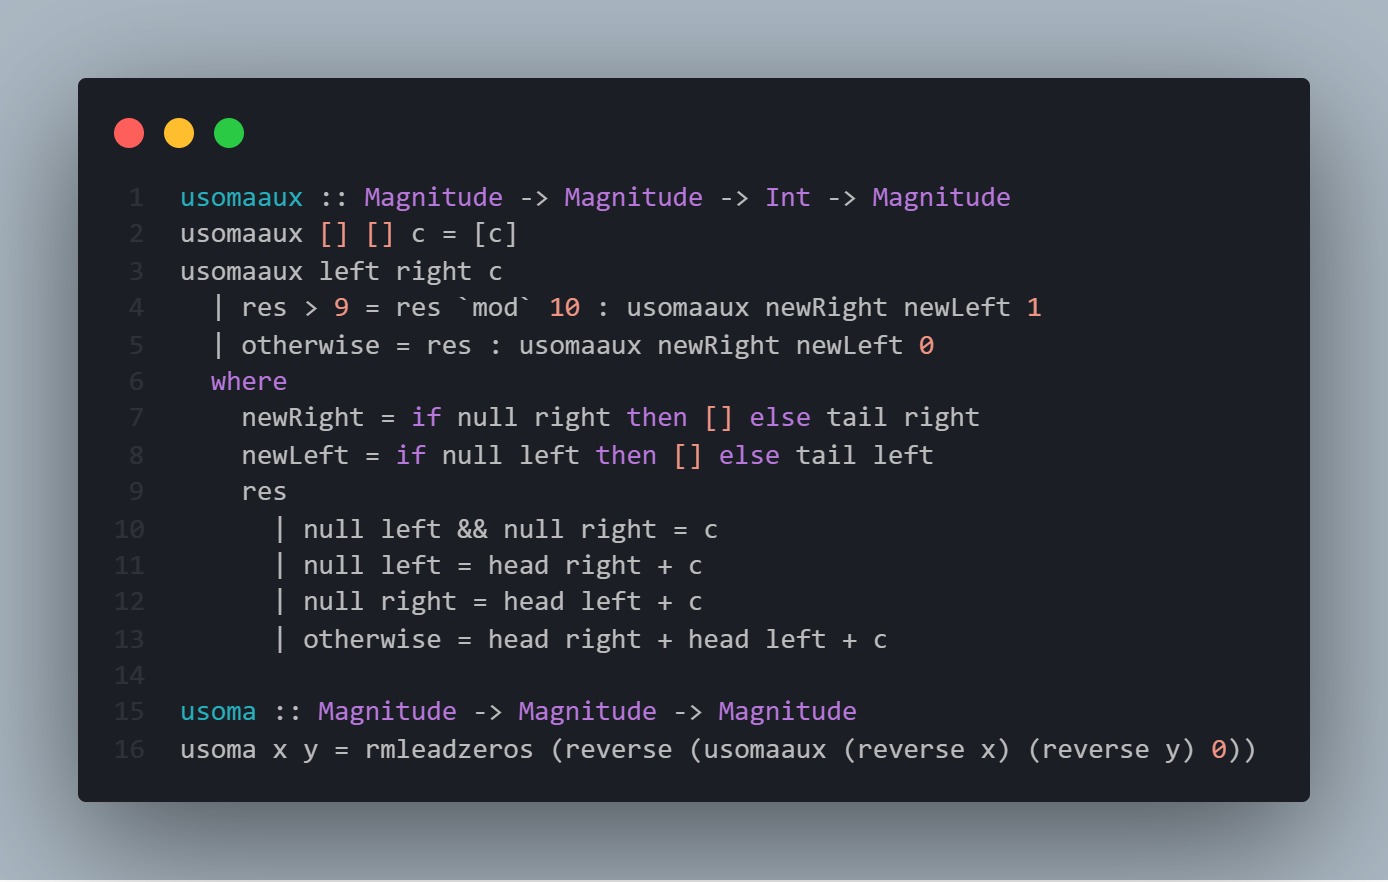 1 usomaaux :: Magnitude -> Magnitude -> Int -> Magnitude
2 usomaaux [] [] c = [c]
3 usomaaux left right c
4   | res > 9 = res `mod` 10 : usomaaux newRight newLeft 1
5   | otherwise = res : usomaaux newRight newLeft 0
6   where
7     newRight = if null right then [] else tail right
8     newLeft = if null left then [] else tail left
9     res
10       | null left && null right = c
11       | null left = head right + c
12       | null right = head left + c
13       | otherwise = head right + head left + c
14
15 usoma :: Magnitude -> Magnitude -> Magnitude
16 usoma x y = rmleadzeros (reverse (usomaaux (reverse x) (reverse y) 0))